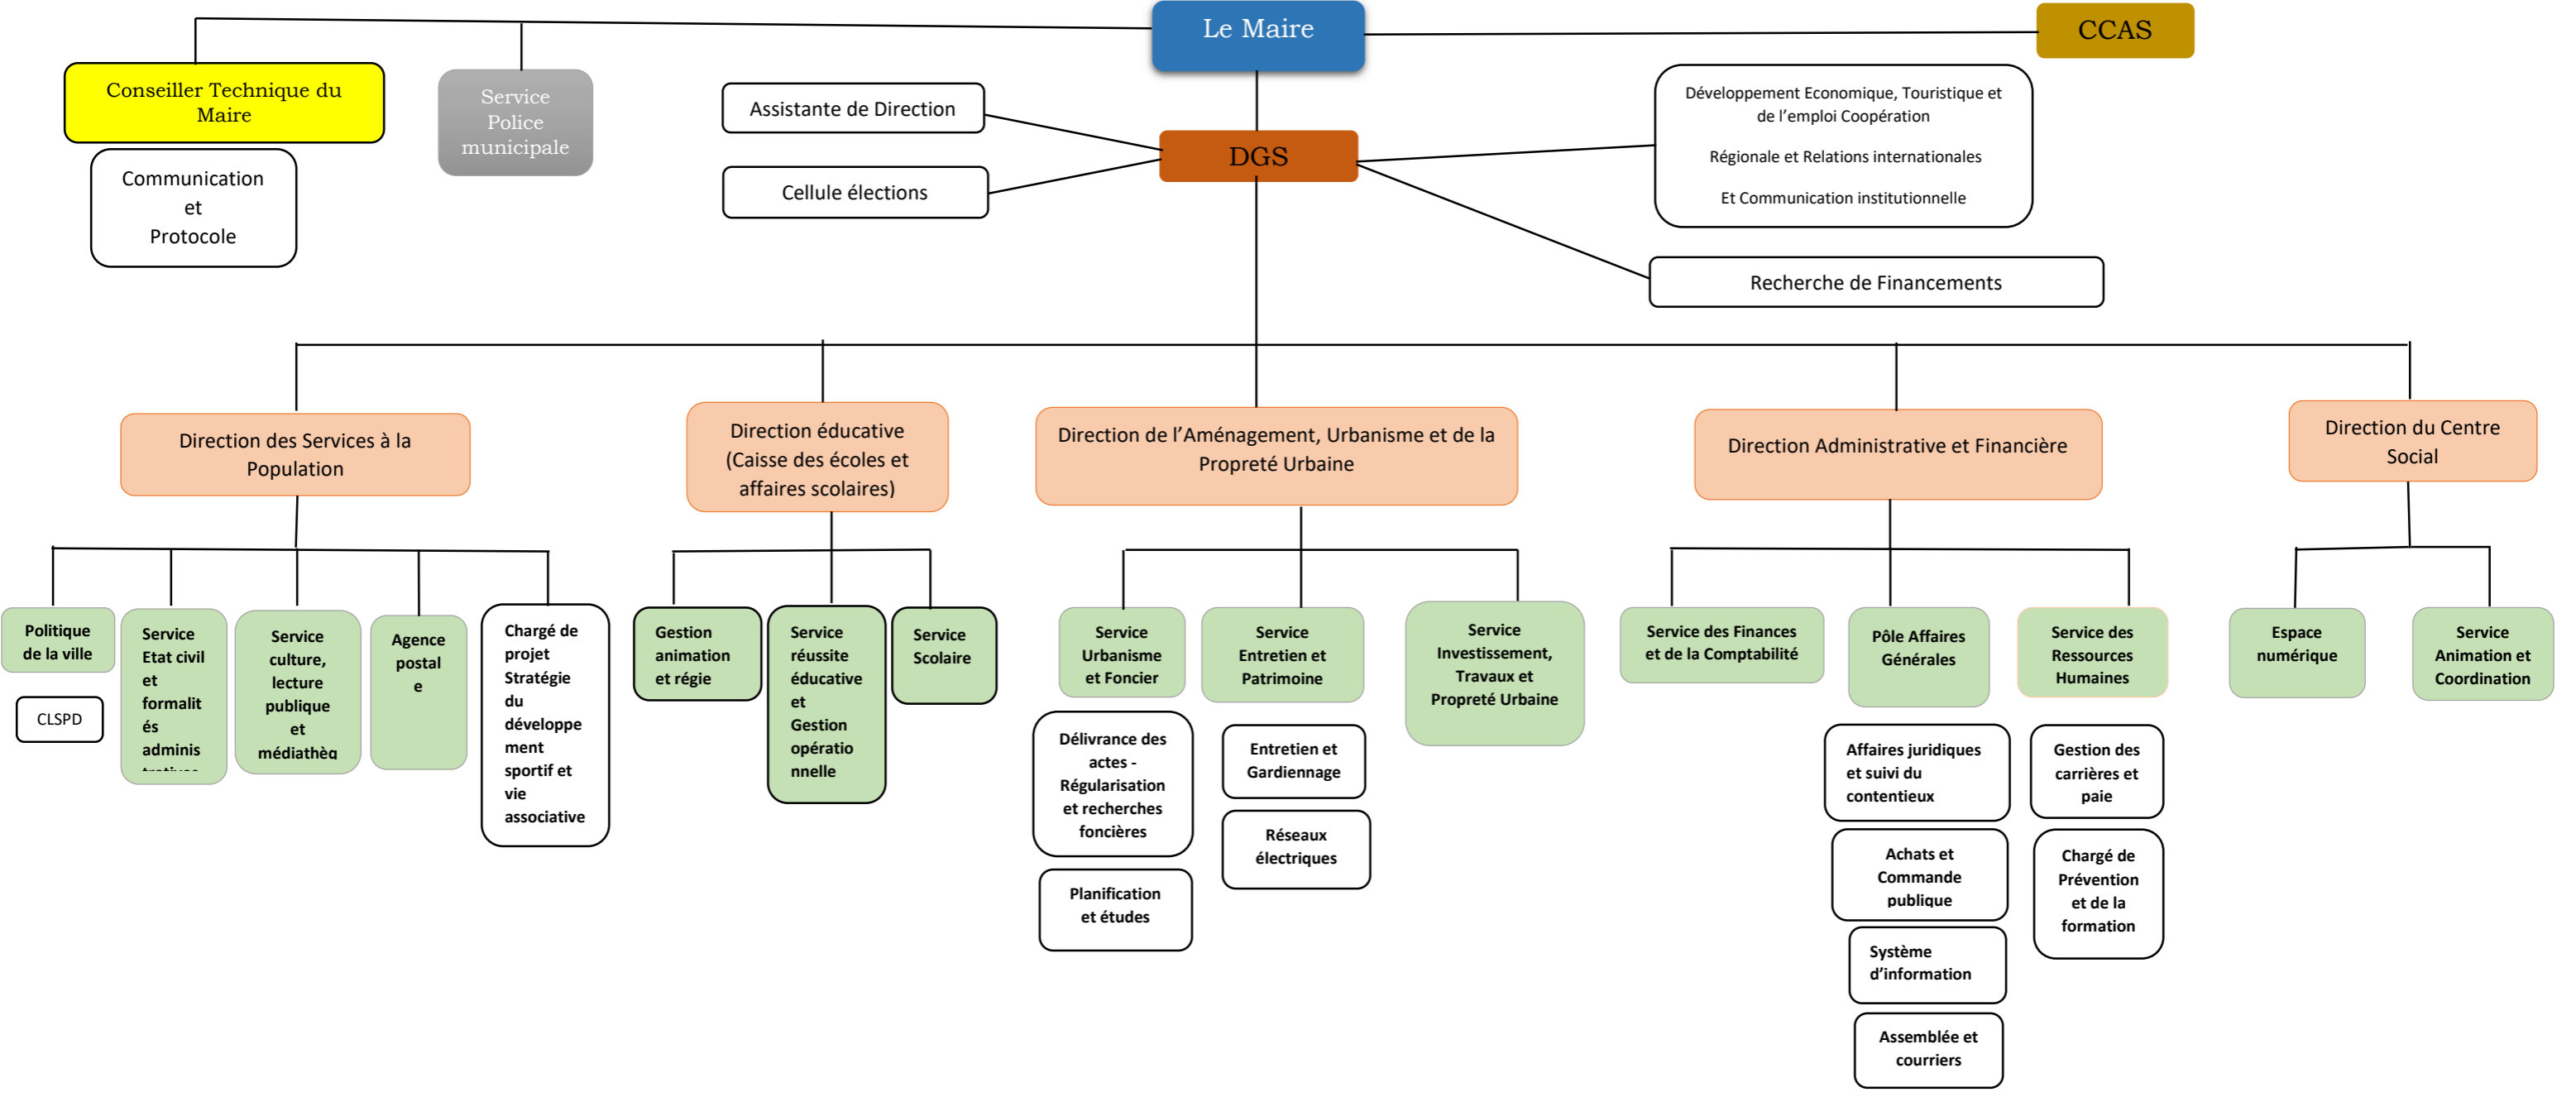 Le Maire
CCAS
Conseiller Technique du
Maire
Service
Police
municipale
Communication
et
Protocole
Assistante de Direction
Cellule élections
DGS
Développement Economique, Touristique et
de l'emploi Coopération
Régionale et Relations internationales
Et Communication institutionnelle
Recherche de Financements
Direction des Services à la
Population
Direction éducative
(Caisse des écoles et
affaires scolaires)
Direction de l'Aménagement, Urbanisme et de la
Propreté Urbaine
Direction Administrative et Financière
Direction du Centre
Social
Politique
de la ville
CLSPD
Service
Etat civil
et
formalit
és
adminis
Service
culture,
lecture
publique
et
médiathèq
Agence
postal
e
Chargé de
projet
Stratégie
du
développe
ment
sportif et
vie
associative
Gestion
animation
et régie
Service
réussite
éducative
et
Gestion
opératio
nnelle
Service
Scolaire
Service
Urbanisme
et Foncier
Délivrance des
actes -
Régularisation
et recherches
foncières
Planification
et études
Service
Entretien et
Patrimoine
Entretien et
Gardiennage
Réseaux
électriques
Service
Investissement,
Travaux et
Propreté Urbaine
Service des Finances
et de la Comptabilité
Pôle Affaires
Générales
Affaires juridiques
et suivi du
contentieux
Achats et
Commande
publique
Système
d'information
Assemblée et
courriers
Service des
Ressources
Humaines
Gestion des
carrières et
paie
Chargé de
Prévention
et de la
formation
Espace
numérique
Service
Animation et
Coordination